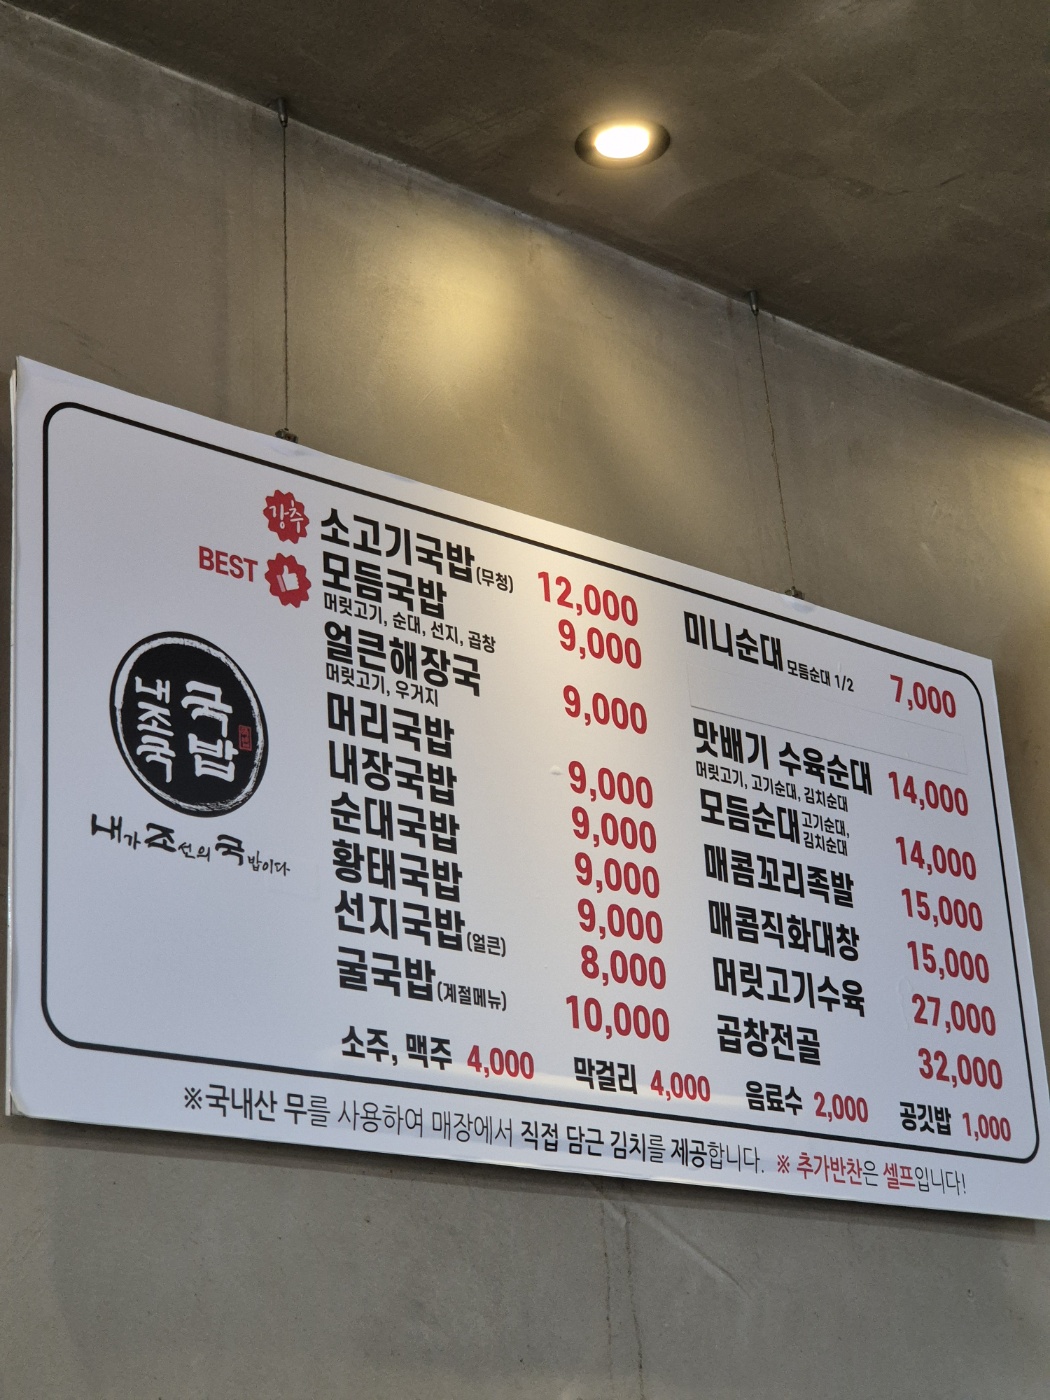 강추 소고기국밥(무청) 12,000
BEST 모듬국밥 9,000
머릿고기, 순대, 선지, 곱창
얼큰해장국 9,000
머릿고기, 우거지
머리국밥 9,000
내장국밥 9,000
순대국밥 9,000
황태국밥 9,000
선지국밥(얼큰) 8,000
굴국밥(계절메뉴) 10,000
미니순대 모듬순대 1/2 7,000
맛배기 수육순대 14,000
머릿고기, 고기순대, 김치순대
모듬순대 고기순대, 14,000
김치순대
매콤꼬리족발 15,000
매콤직화대창 15,000
머릿고기수육 27,000
곱창전골 32,000
내조국
국밥
내가 조선의 국밥이다
소주, 맥주 4,000 막걸리 4,000 음료수 2,000 공깃밥 1,000
※국내산 무를 사용하여 매장에서 직접 담근 김치를 제공합니다. ※ 추가반찬은 셀프입니다!